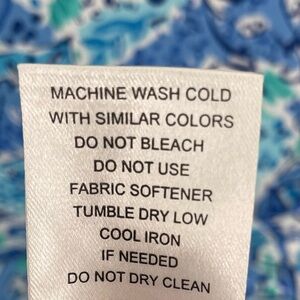 MACHINE WASH COLD
WITH SIMILAR COLORS
DO NOT BLEACH
DO NOT USE
FABRIC SOFTENER
TUMBLE DRY LOW
COOL IRON
IF NEEDED
DO NOT DRY CLEAN